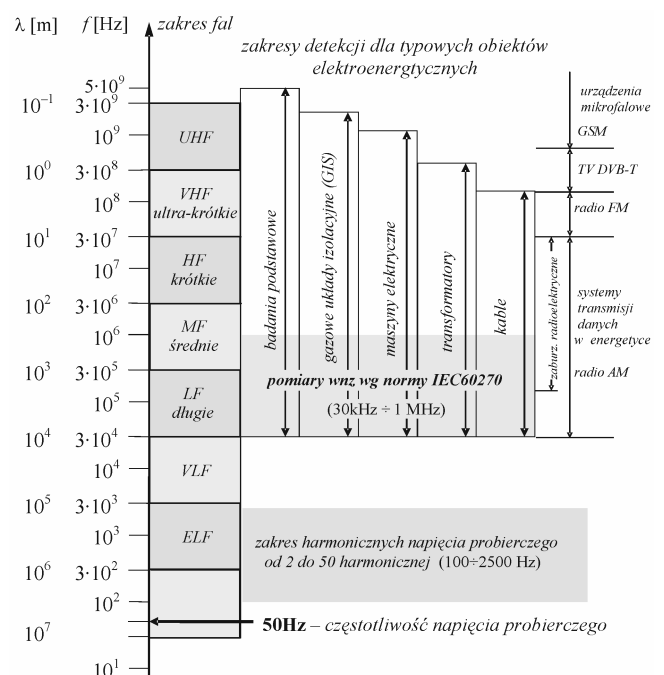 λ [m] f [Hz] zakres fal
zakresy detekcji dla typowych obiektów
elektroenergtycznych
5·10⁹
10⁻¹ 3·10⁹
10⁹
UHF
10⁰ 3·10⁸
10⁸
VHF
ultra-krótkie
10¹ 3·10⁷
10⁷
HF
krótkie
10² 3·10⁶
10⁶
MF
średnie
10³ 3·10⁵
10⁵
LF
długie
10⁴ 3·10⁴
10⁴
VLF
10⁵ 3·10³
10³
ELF
10⁶ 3·10²
10²
10⁷
10¹
badania podstawowe
gazowe układy izolacyjne (GIS)
maszyny elektryczne
transformatory
kable
urządzenia
mikrofalowe
GSM
TV DVB-T
radio FM
zaburz. radioelektryczne
systemy
transmisji
danych
w energetyce
radio AM
pomiary wnz wg normy IEC60270
(30kHz ÷ 1 MHz)
zakres harmonicznych napięcia probierczego
od 2 do 50 harmonicznej (100÷2500 Hz)
50Hz – częstotliwość napięcia probierczego